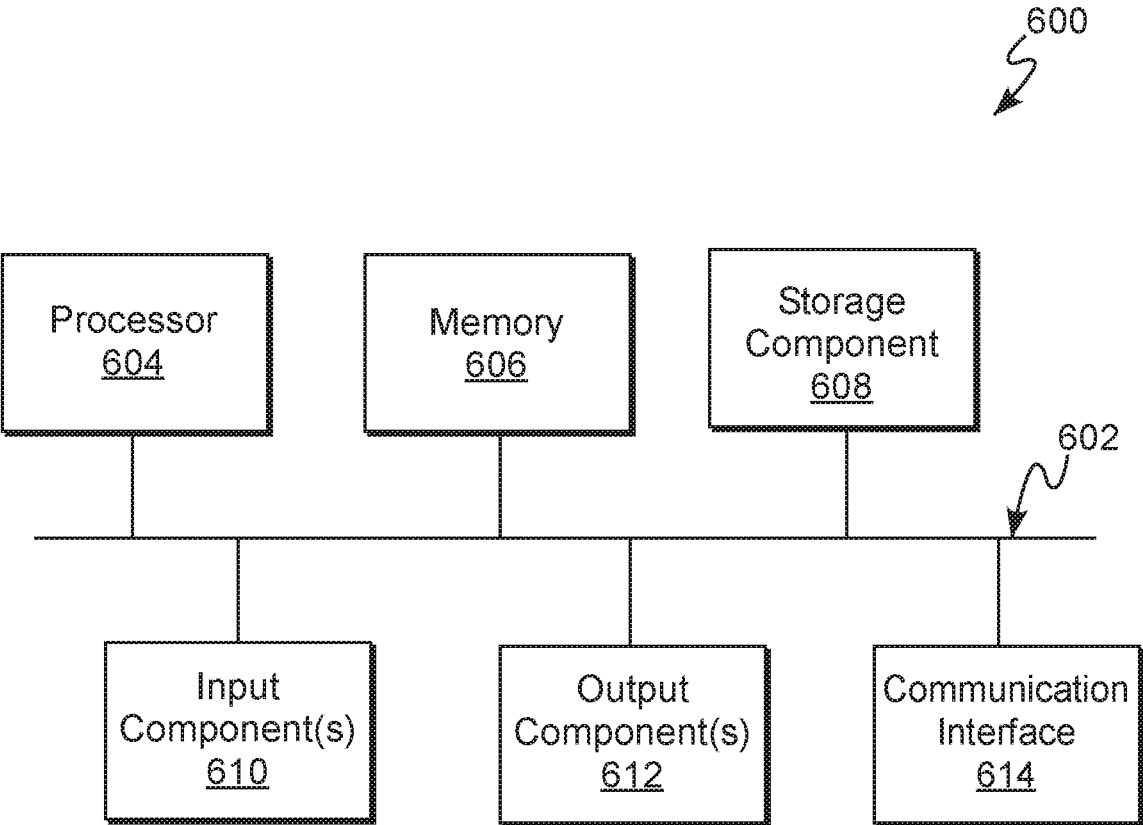 600
Processor
604
Memory
606
Storage
Component
608
602
Input
Component(s)
610
Output
Component(s)
612
Communication
Interface
614